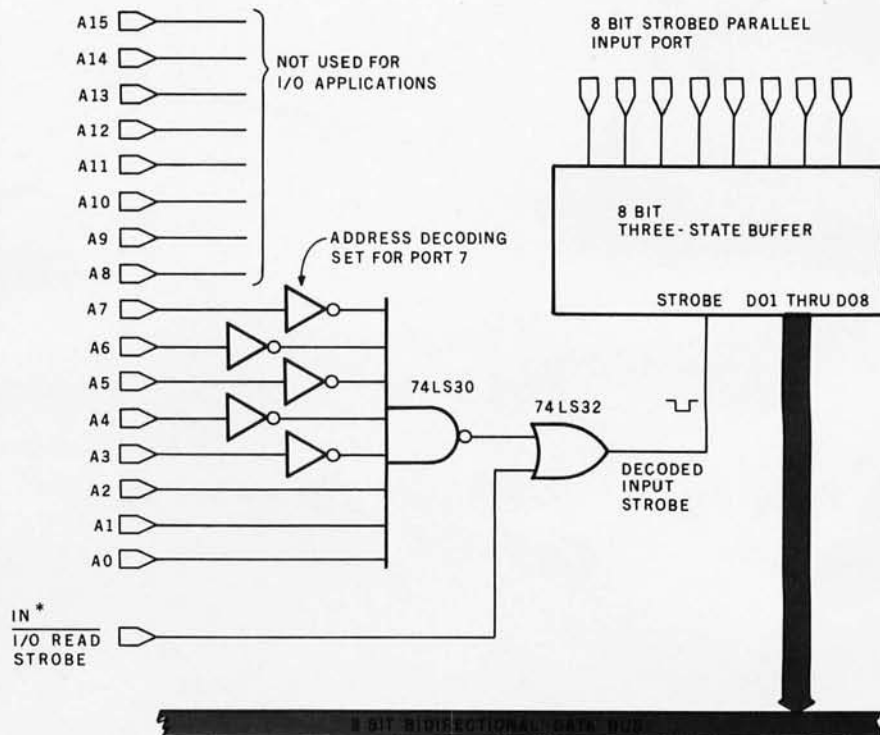 A15
A14
A13
A12
A11
A10
A9
A8
A7
A6
A5
A4
A3
A2
A1
A0
NOT USED FOR
I/O APPLICATIONS
ADDRESS DECODING
SET FOR PORT 7
74LS30
74LS32
DECODED
INPUT
STROBE
8 BIT STROBED PARALLEL
INPUT PORT
8 BIT
THREE-STATE BUFFER
STROBE DO1 THRU DO8
IN*
I/O READ
STROBE
8 BIT BIDIRECTIONAL DATA BUS